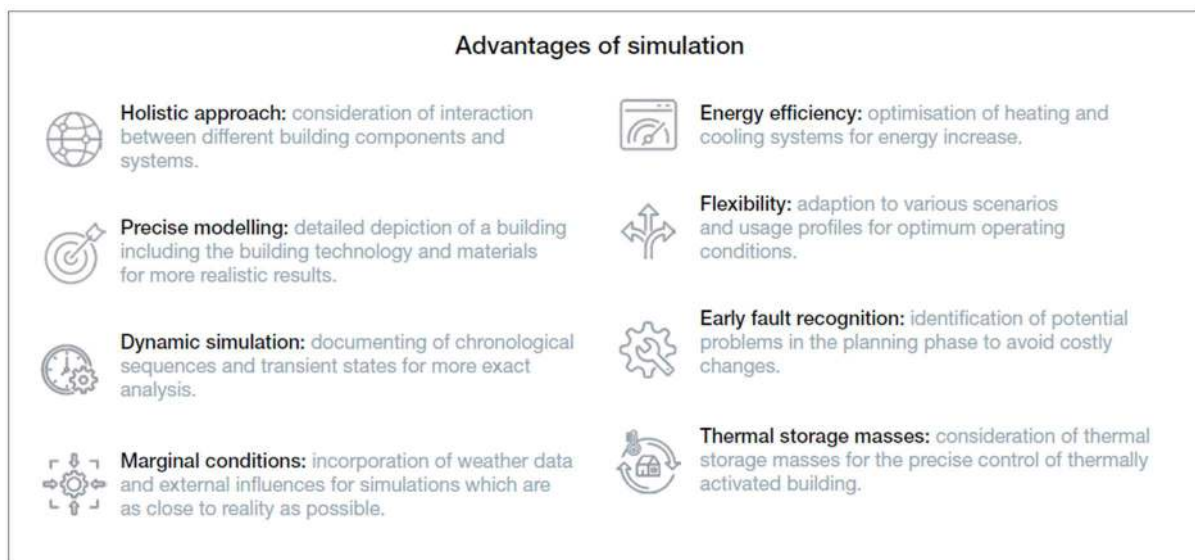 Advantages of simulation
Holistic approach: consideration of interaction
between different building components and
systems.
Precise modelling: detailed depiction of a building
including the building technology and materials
for more realistic results.
Dynamic simulation: documenting of chronological
sequences and transient states for more exact
analysis.
Marginal conditions: incorporation of weather data
and external influences for simulations which are
as close to reality as possible.
Energy efficiency: optimisation of heating and
cooling systems for energy increase.
Flexibility: adaption to various scenarios
and usage profiles for optimum operating
conditions.
Early fault recognition: identification of potential
problems in the planning phase to avoid costly
changes.
Thermal storage masses: consideration of thermal
storage masses for the precise control of thermally
activated building.